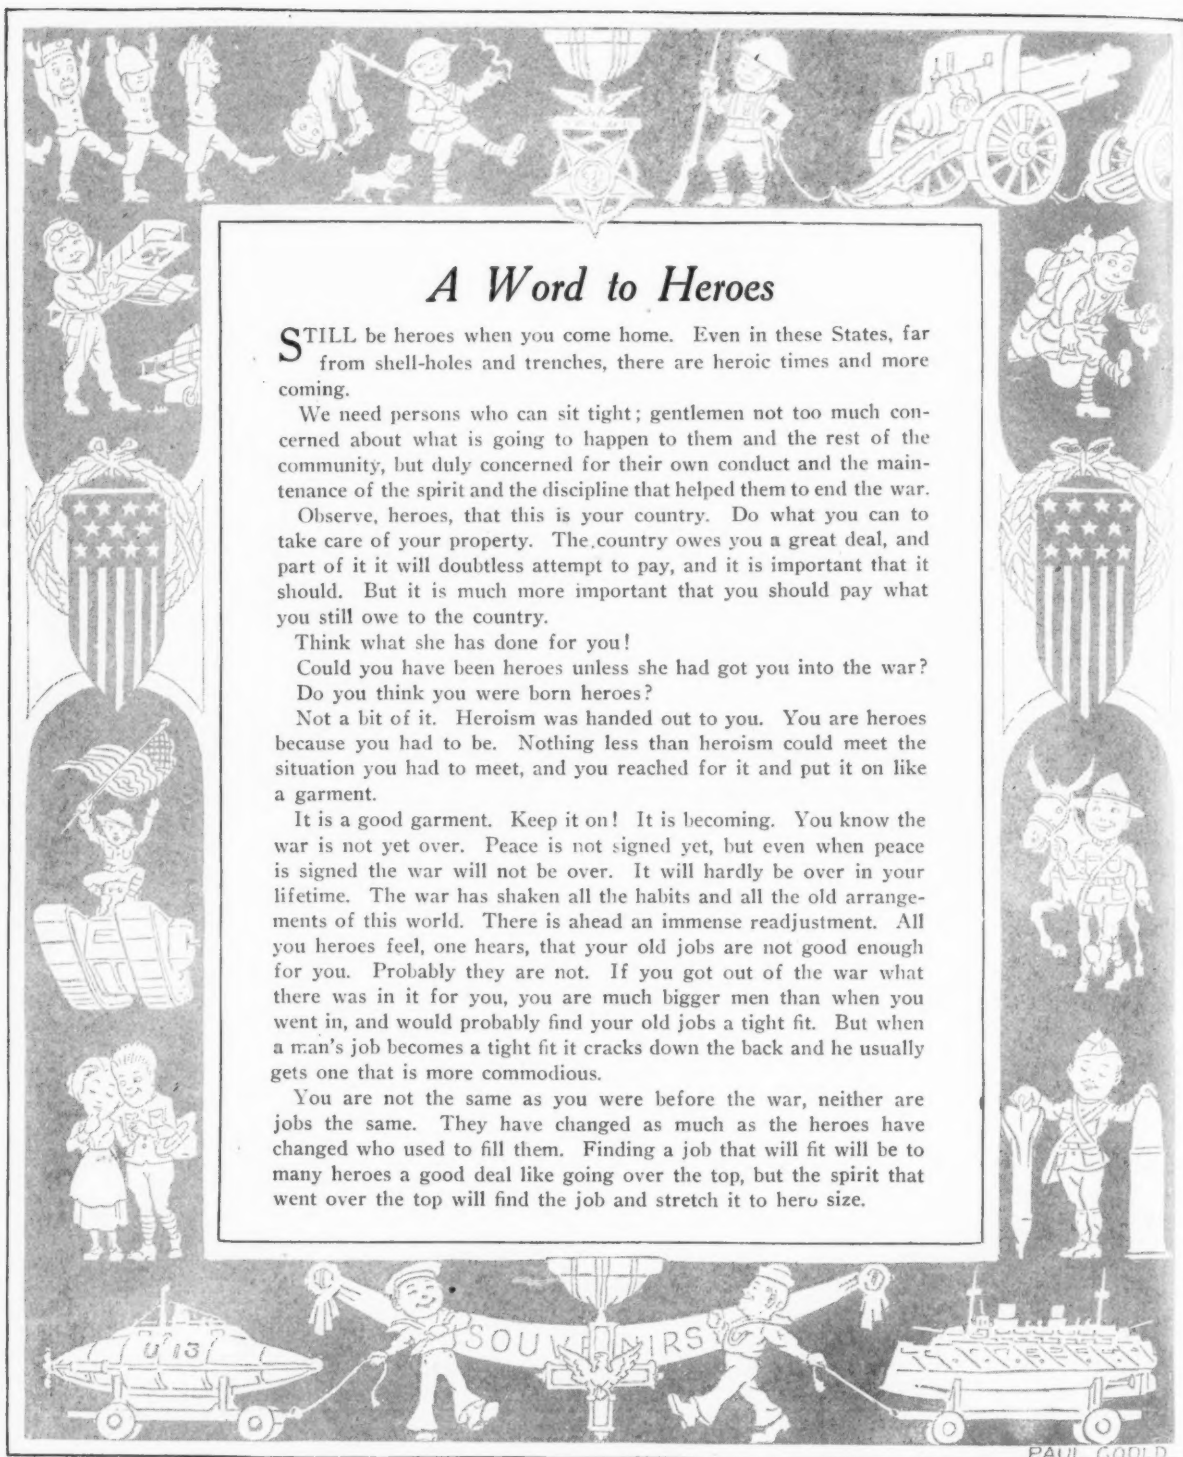 A Word to Heroes
STILL be heroes when you come home. Even in these States, far
from shell-holes and trenches, there are heroic times and more
coming.
We need persons who can sit tight; gentlemen not too much con-
cerned about what is going to happen to them and the rest of the
community, but duly concerned for their own conduct and the main-
tenance of the spirit and the discipline that helped them to end the war.
Observe, heroes, that this is your country. Do what you can to
take care of your property. The country owes you a great deal, and
part of it it will doubtless attempt to pay, and it is important that it
should. But it is much more important that you should pay what
you still owe to the country.
Think what she has done for you!
Could you have been heroes unless she had got you into the war?
Do you think you were born heroes?
Not a bit of it. Heroism was handed out to you. You are heroes
because you had to be. Nothing less than heroism could meet the
situation you had to meet, and you reached for it and put it on like
a garment.
It is a good garment. Keep it on! It is becoming. You know the
war is not yet over. Peace is not signed yet, but even when peace
is signed the war will not be over. It will hardly be over in your
lifetime. The war has shaken all the habits and all the old arrange-
ments of this world. There is ahead an immense readjustment. All
you heroes feel, one hears, that your old jobs are not good enough
for you. Probably they are not. If you got out of the war what
there was in it for you, you are much bigger men than when you
went in, and would probably find your old jobs a tight fit. But when
a man's job becomes a tight fit it cracks down the back and he usually
gets one that is more commodious.
You are not the same as you were before the war, neither are
jobs the same. They have changed as much as the heroes have
changed who used to fill them. Finding a job that will fit will be to
many heroes a good deal like going over the top, but the spirit that
went over the top will find the job and stretch it to hero size.
U 13
SOUVENIRS
PAUL GOOLD